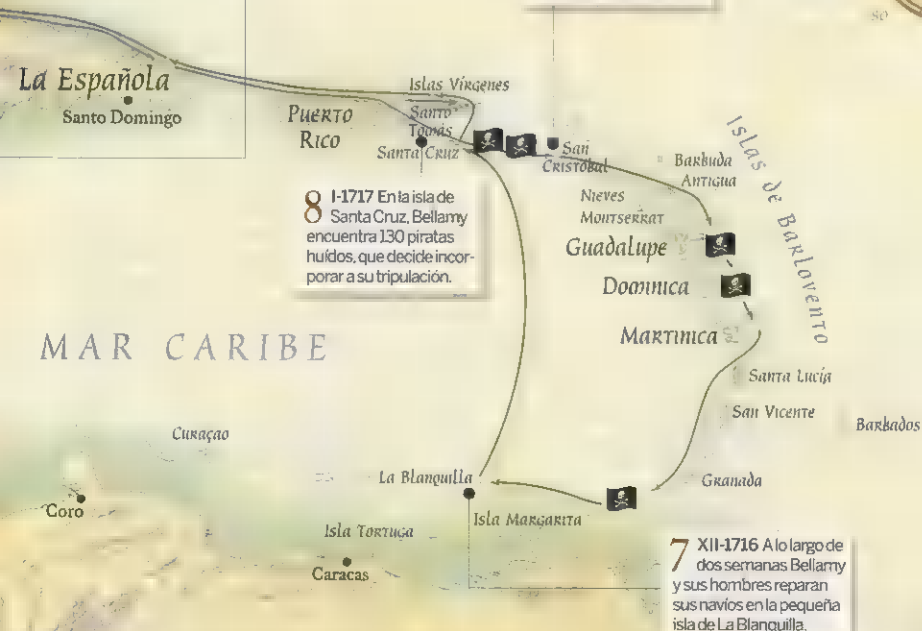 La Española
Santo Domingo
PUERTO
RICO
Islas Vírgenes
Santo
Tomás
Santa Cruz
San
Cristóbal
Barbuda
Antigua
Nieves
Montserrat
Islas de Barlovento
Guadalupe
Dominica
Martinica
Santa Lucía
San Vicente
Barbados
Granada
8 I-1717 En la isla de
Santa Cruz, Bellamy
encuentra 130 piratas
huídos, que decide incor-
porar a su tripulación.
MAR CARIBE
Curaçao
La Blanquilla
Coro
Isla Tortuga
Isla Margarita
Caracas
7 XII-1716 A lo largo de
dos semanas Bellamy
y sus hombres reparan
sus navíos en la pequeña
isla de La Blanquilla.